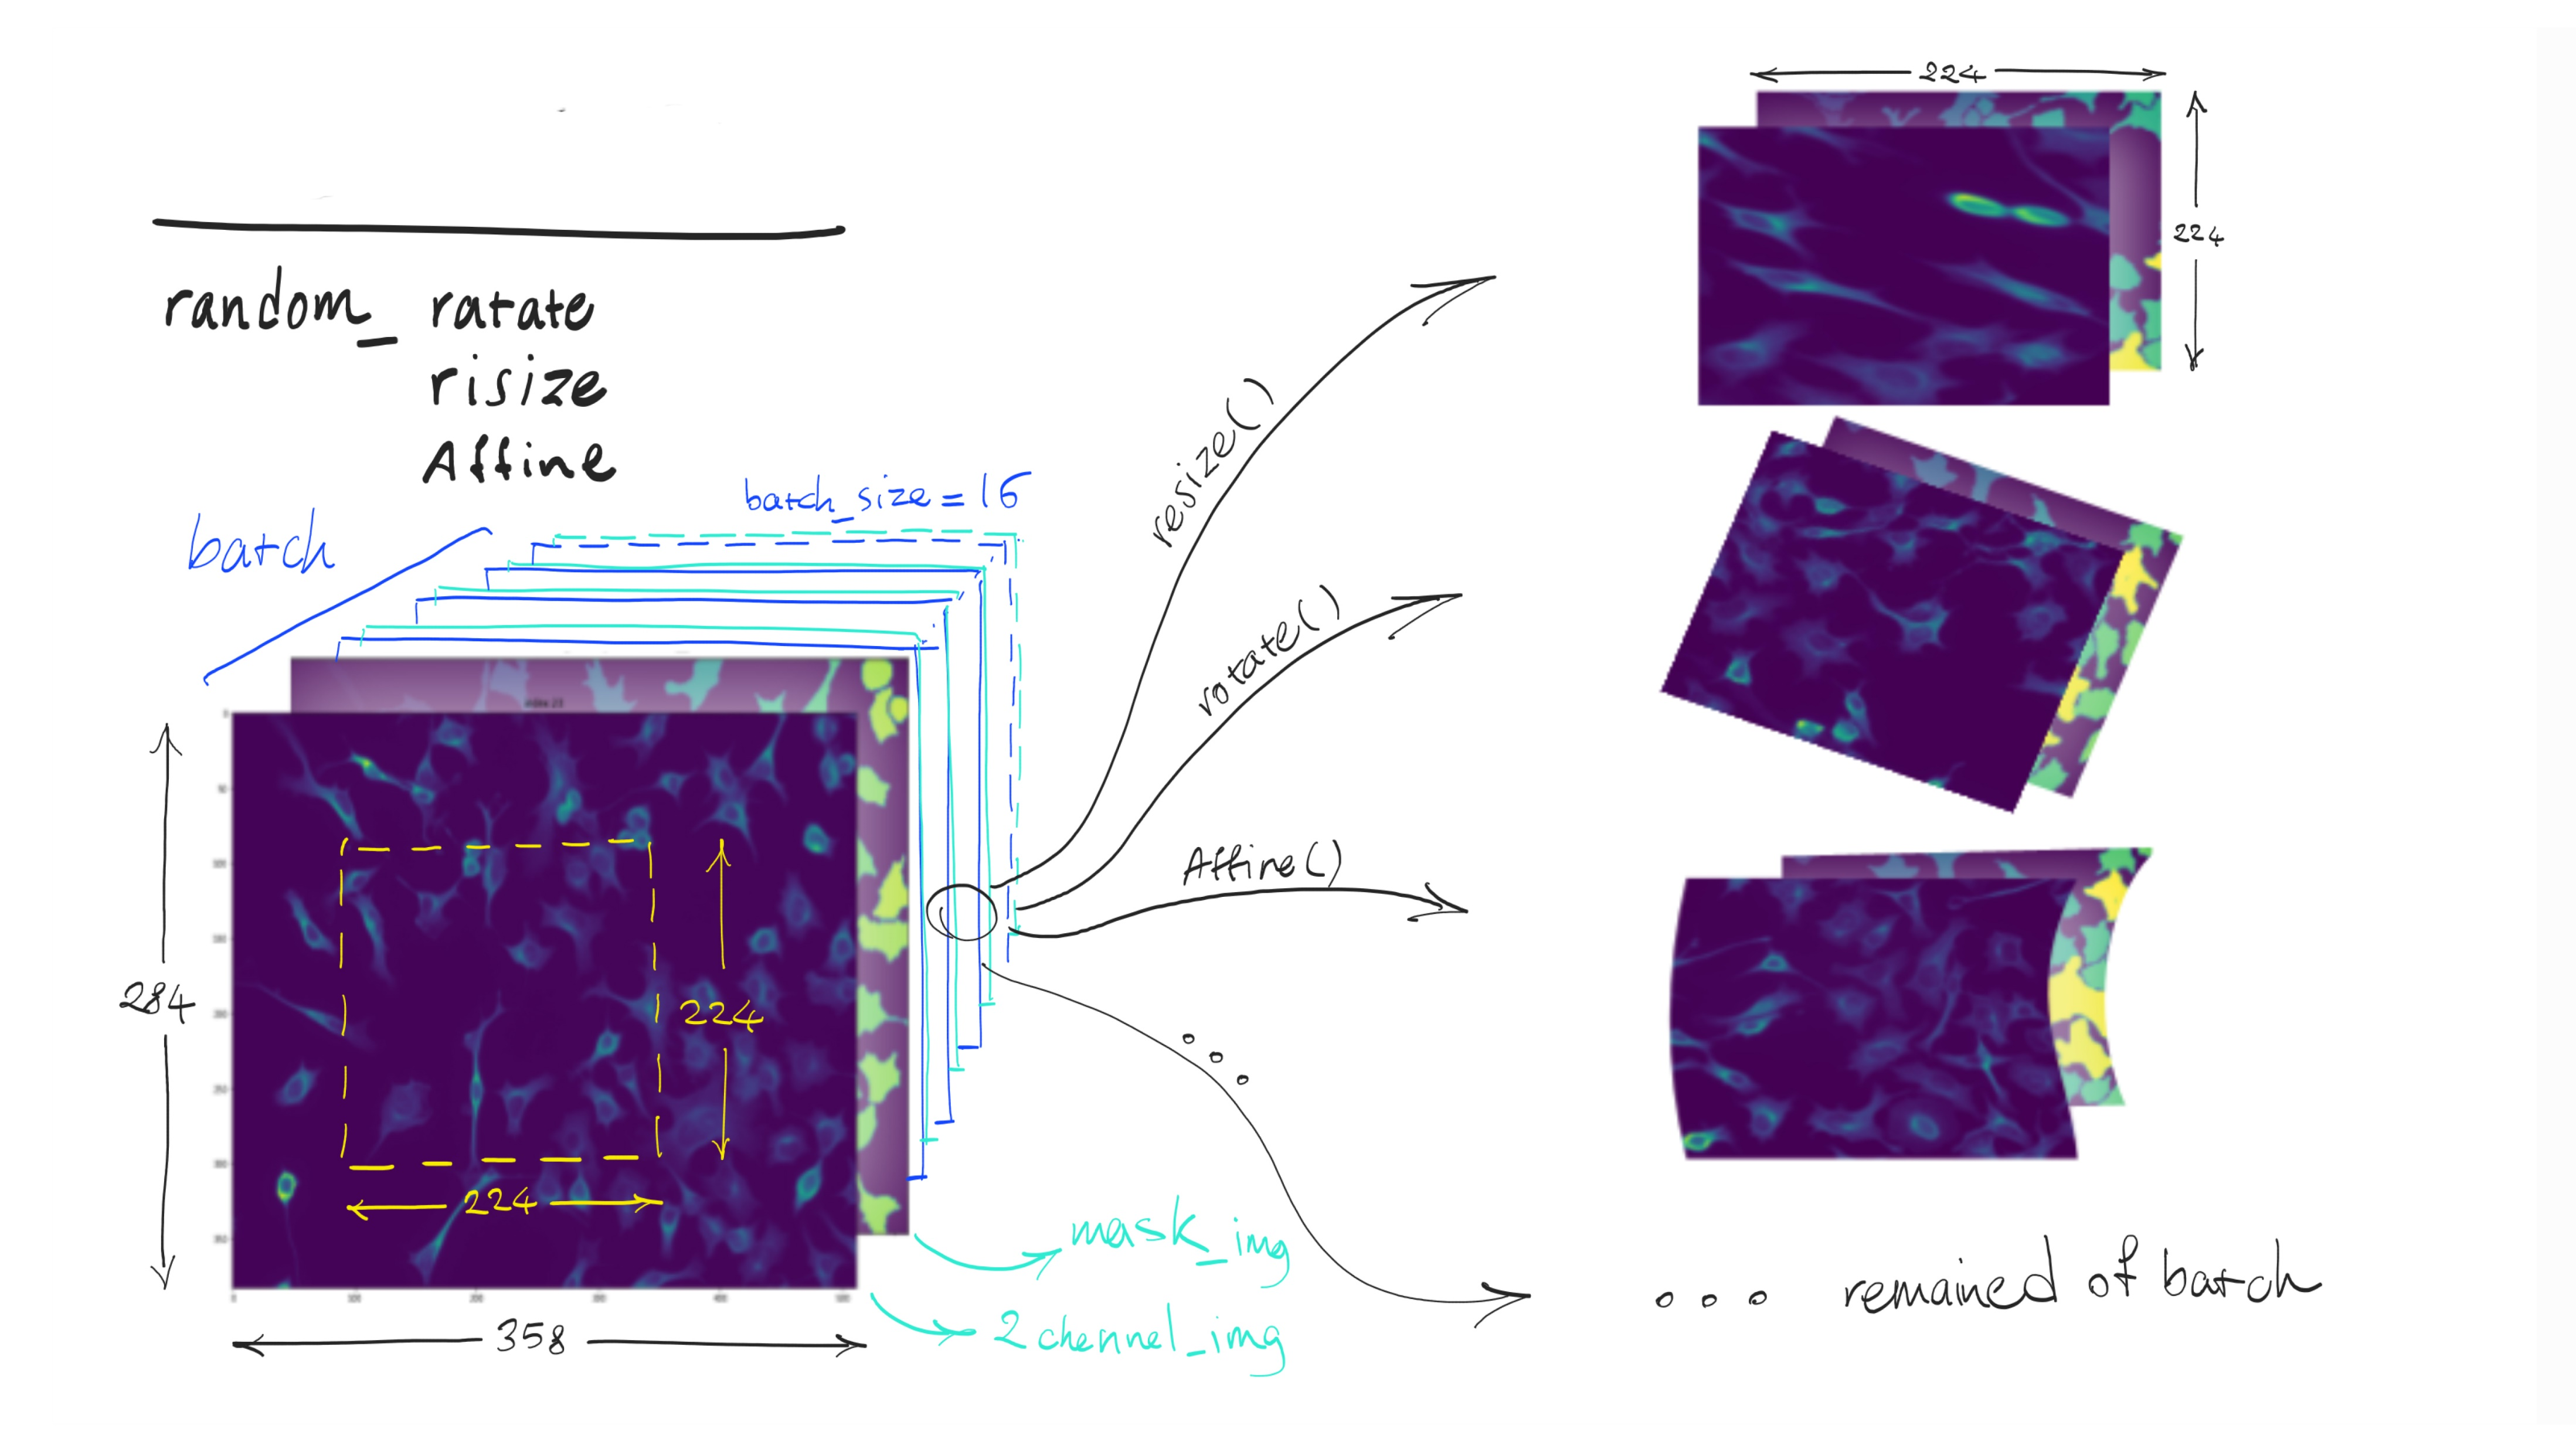 random_ ratate
risize
Affine
batch
batch_size = 16
284
358
224
224
mask_img
2 chennel_img
resize()
rotate()
Affine()
224
224
remained of batch